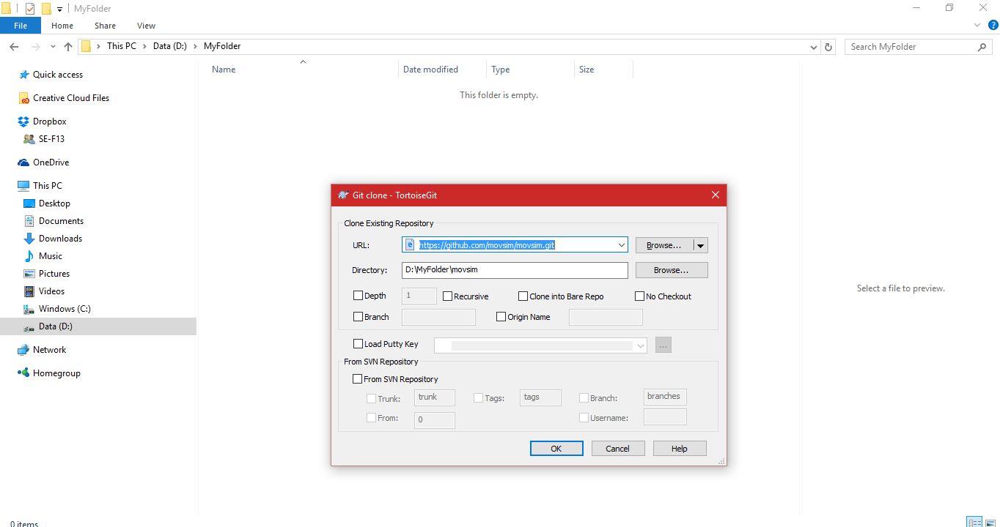 MyFolder
File Home Share View
This PC Data (D:) MyFolder
Search MyFolder
Name Date modified Type Size
This folder is empty.
Quick access
Creative Cloud Files
Dropbox
SE-F13
OneDrive
This PC
Desktop
Documents
Downloads
Music
Pictures
Videos
Windows (C:)
Data (D:)
Network
Homegroup
Git clone - TortoiseGit
Clone Existing Repository
URL: https://github.com/movsim/movsim.git Browse...
Directory: D:\MyFolder\movsim Browse...
Depth 1 Recursive Clone into Bare Repo No Checkout
Branch Origin Name
Load Putty Key ...
From SVN Repository
From SVN Repository
Trunk: trunk Tags: tags Branch: branches
From: 0 Username:
OK Cancel Help
Select a file to preview.
0 items